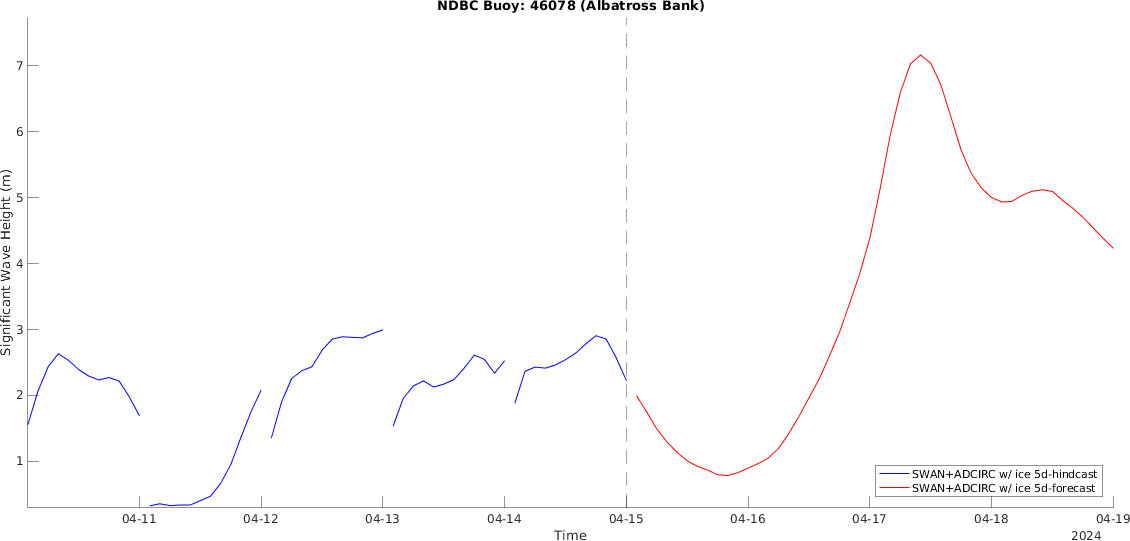 NDBC Buoy: 46078 (Albatross Bank)
Significant Wave Height (m)
7
6
5
4
3
2
1
SWAN+ADCIRC w/ ice 5d-hindcast
SWAN+ADCIRC w/ ice 5d-forecast
04-11 04-12 04-13 04-14 04-15 04-16 04-17 04-18 04-19
Time
2024